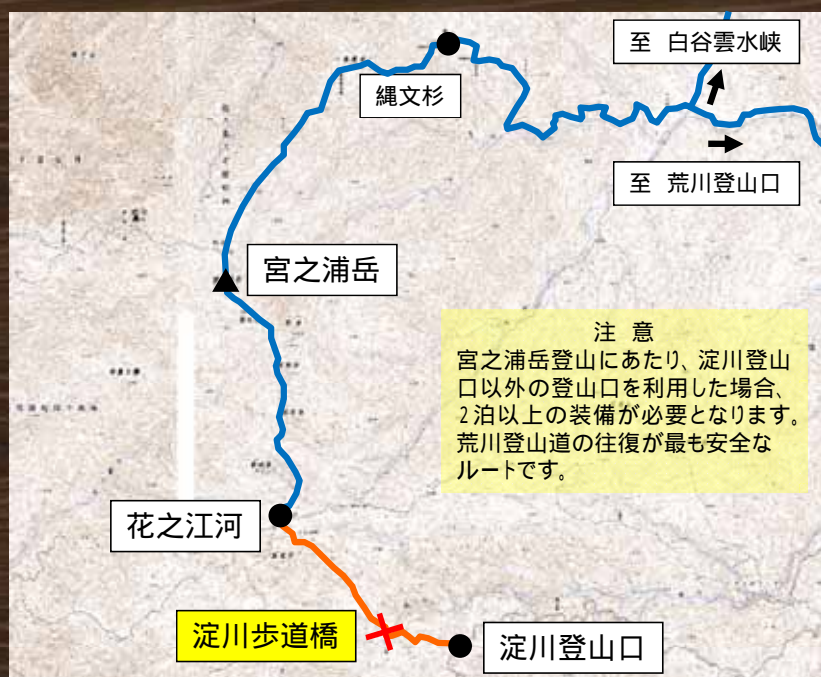 至 白谷雲水峡
縄文杉
至 荒川登山口
宮之浦岳
注 意
宮之浦岳登山にあたり、淀川登山
口以外の登山口を利用した場合、
2泊以上の装備が必要となります。
荒川登山道の往復が最も安全な
ルートです。
花之江河
淀川歩道橋
淀川登山口